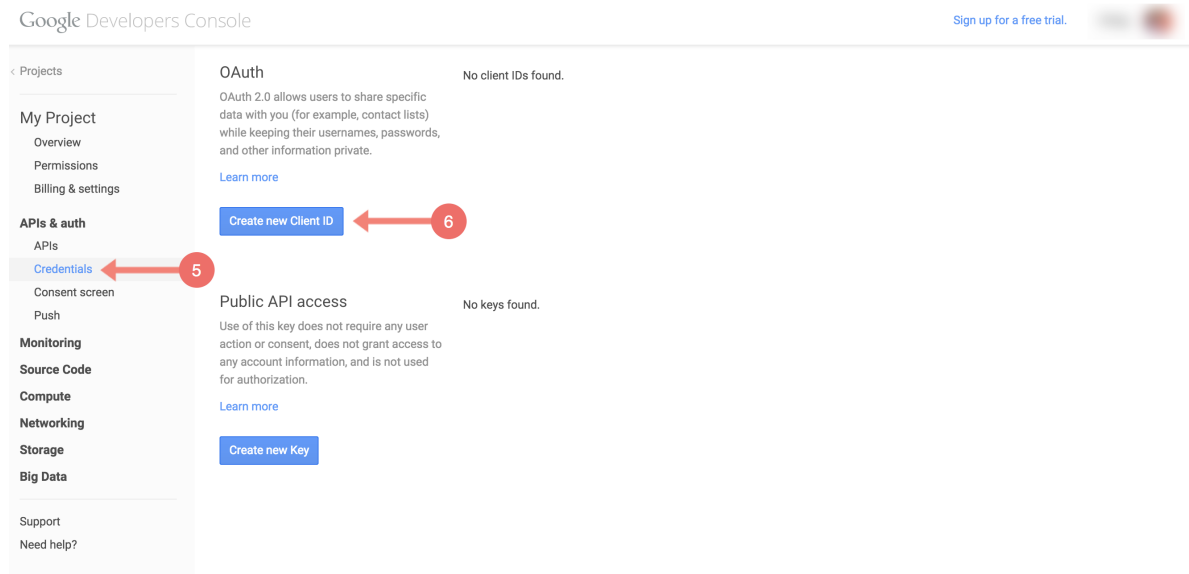 Google Developers Console
Sign up for a free trial.
< Projects
My Project
Overview
Permissions
Billing & settings
APIs & auth
APIs
Credentials
5
Consent screen
Push
Monitoring
Source Code
Compute
Networking
Storage
Big Data
Support
Need help?
OAuth
OAuth 2.0 allows users to share specific
data with you (for example, contact lists)
while keeping their usernames, passwords,
and other information private.
Learn more
Create new Client ID
6
No client IDs found.
Public API access
Use of this key does not require any user
action or consent, does not grant access to
any account information, and is not used
for authorization.
Learn more
Create new Key
No keys found.